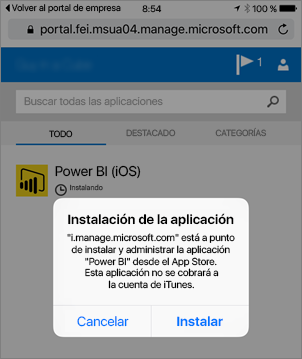 Volver al portal de empresa 8:54 100 %
portal.fei.msua04.manage.microsoft.com
1
Buscar todas las aplicaciones
TODO DESTACADO CATEGORÍAS
Power BI (iOS)
Instalando
Instalación de la aplicación
"i.manage.microsoft.com" está a punto
de instalar y administrar la aplicación
"Power BI" desde el App Store.
Esta aplicación no se cobrará a
la cuenta de iTunes.
Cancelar Instalar